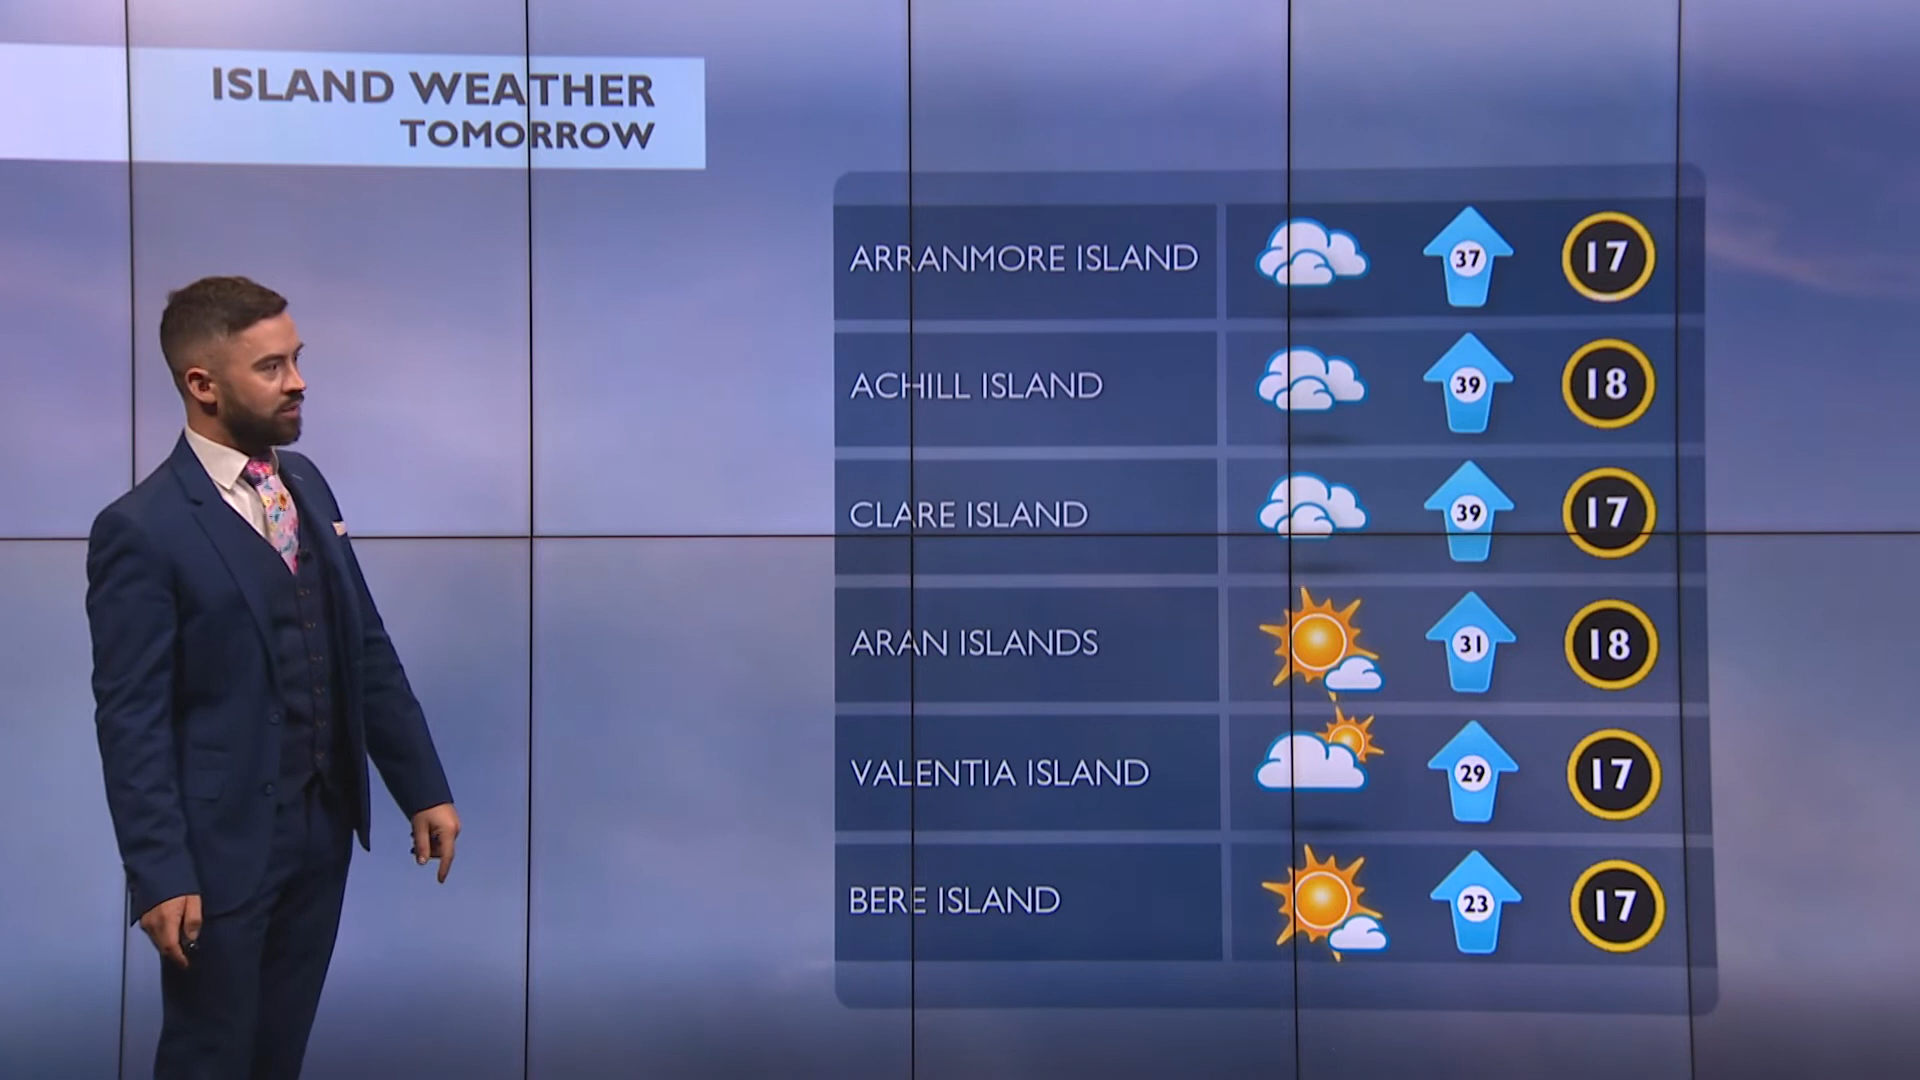 ISLAND WEATHER
TOMORROW
ARRANMORE ISLAND 37 17
ACHILL ISLAND 39 18
CLARE ISLAND 39 17
ARAN ISLANDS 31 18
VALENTIA ISLAND 29 17
BERE ISLAND 23 17